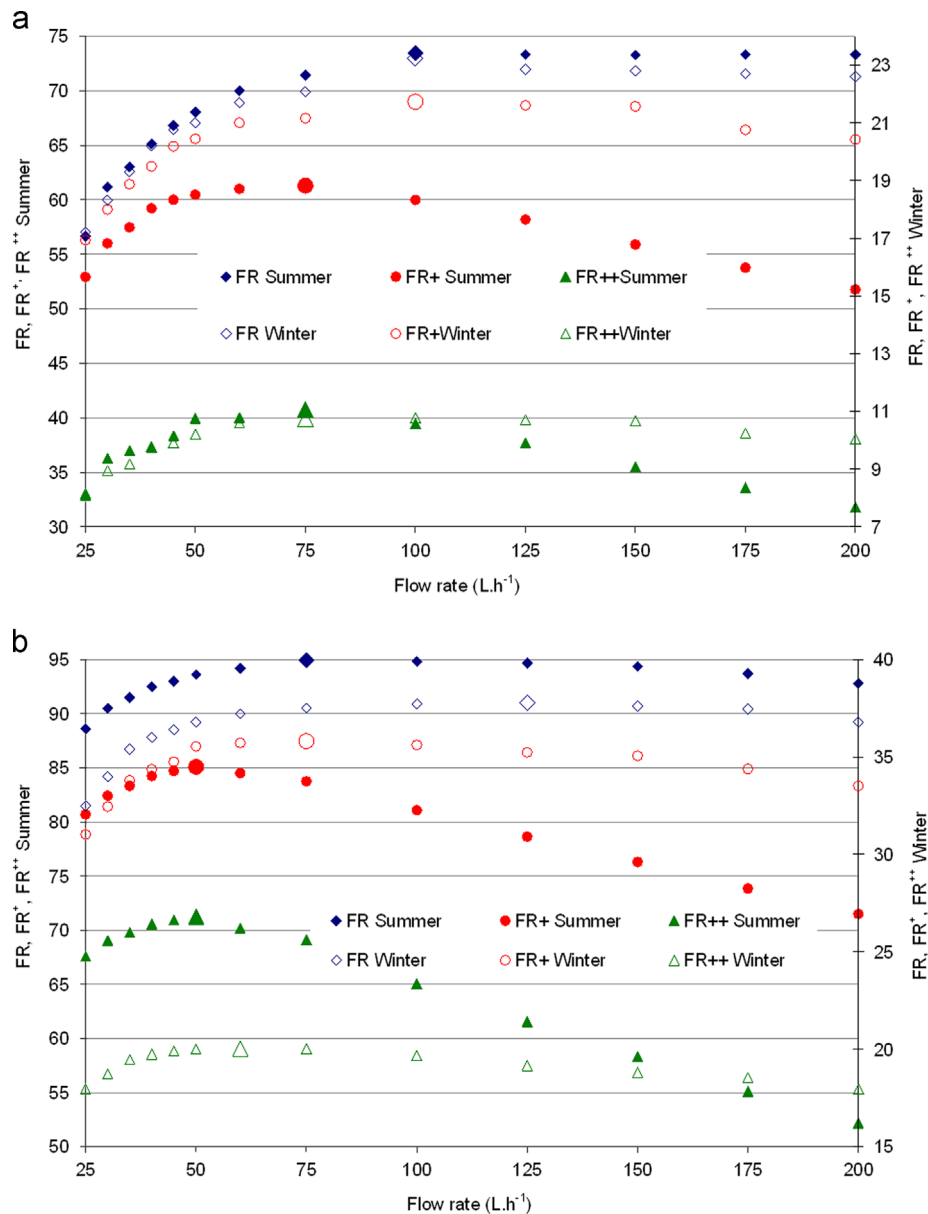 a
75
70
65
60
55
50
45
40
35
30
23
21
19
17
15
13
11
9
7
FR, FR⁺, FR⁺⁺ Summer
FR, FR⁺, FR⁺⁺ Winter
FR Summer FR+ Summer FR++Summer
FR Winter FR+Winter FR++Winter
25 50 75 100 125 150 175 200
Flow rate (L.h⁻¹)
b
95
90
85
80
75
70
65
60
55
50
40
35
30
25
20
15
FR, FR⁺, FR⁺⁺ Summer
FR, FR⁺, FR⁺⁺ Winter
FR Summer FR+ Summer FR++ Summer
FR Winter FR+ Winter FR++ Winter
25 50 75 100 125 150 175 200
Flow rate (L.h⁻¹)